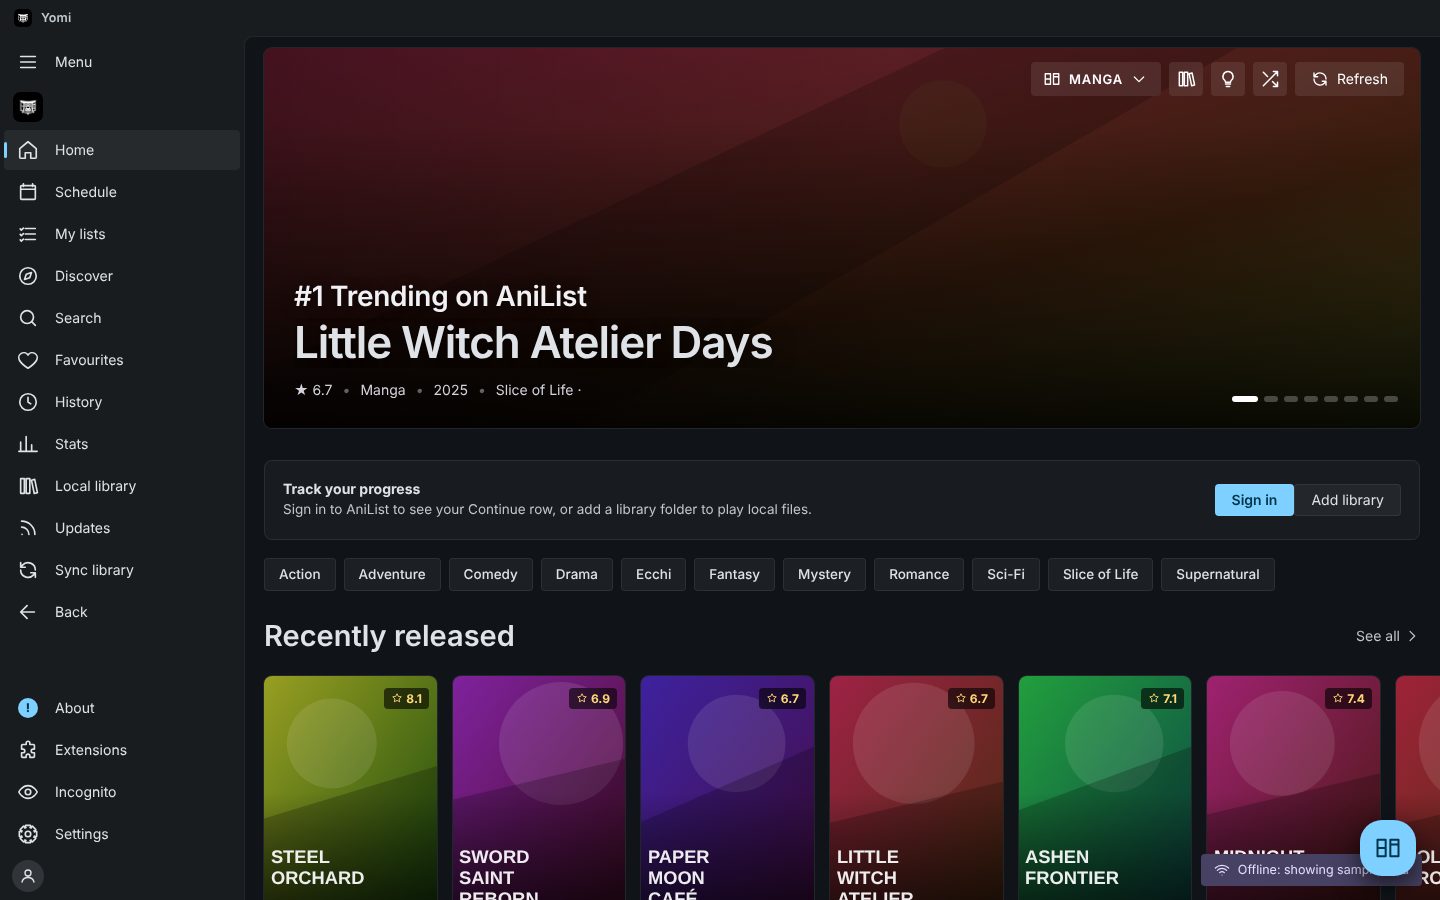 Yomi
Menu
Home
Schedule
My lists
Discover
Search
Favourites
History
Stats
Local library
Updates
Sync library
Back
About
Extensions
Incognito
Settings
MANGA
Refresh
#1 Trending on AniList
Little Witch Atelier Days
★ 6.7 • Manga • 2025 • Slice of Life ·
Track your progress
Sign in to AniList to see your Continue row, or add a library folder to play local files.
Sign in
Add library
Action
Adventure
Comedy
Drama
Ecchi
Fantasy
Mystery
Romance
Sci-Fi
Slice of Life
Supernatural
Recently released
See all
8.1
STEEL
ORCHARD
6.9
SWORD
SAINT
REBORN
6.7
PAPER
MOON
CAFÉ
6.7
LITTLE
WITCH
ATELIER
7.1
ASHEN
FRONTIER
7.4
MIDNIGHT
Offline: showing